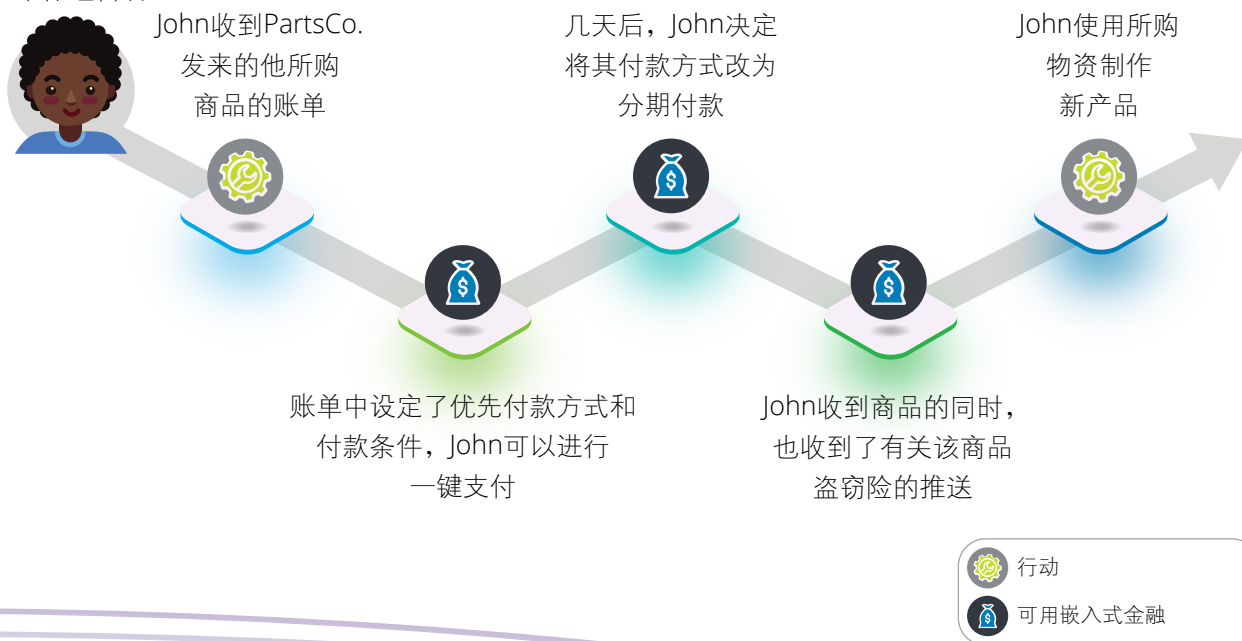 John收到PartsCo.
发来的他所购
商品的账单
几天后，John决定
将其付款方式改为
分期付款
John使用所购
物资制作
新产品
账单中设定了优先付款方式和
付款条件，John可以进行
一键支付
John收到商品的同时，
也收到了有关该商品
盗窃险的推送
行动
可用嵌入式金融